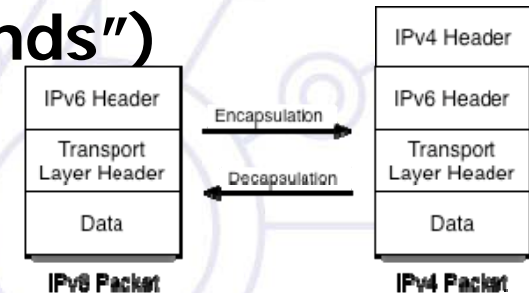 nds")
IPv4 Header
IPv6 Header
Encapsulation
IPv6 Header
Transport
Layer Header
Decapsulation
Transport
Layer Header
Data
Data
IPv6 Packet
IPv4 Packet